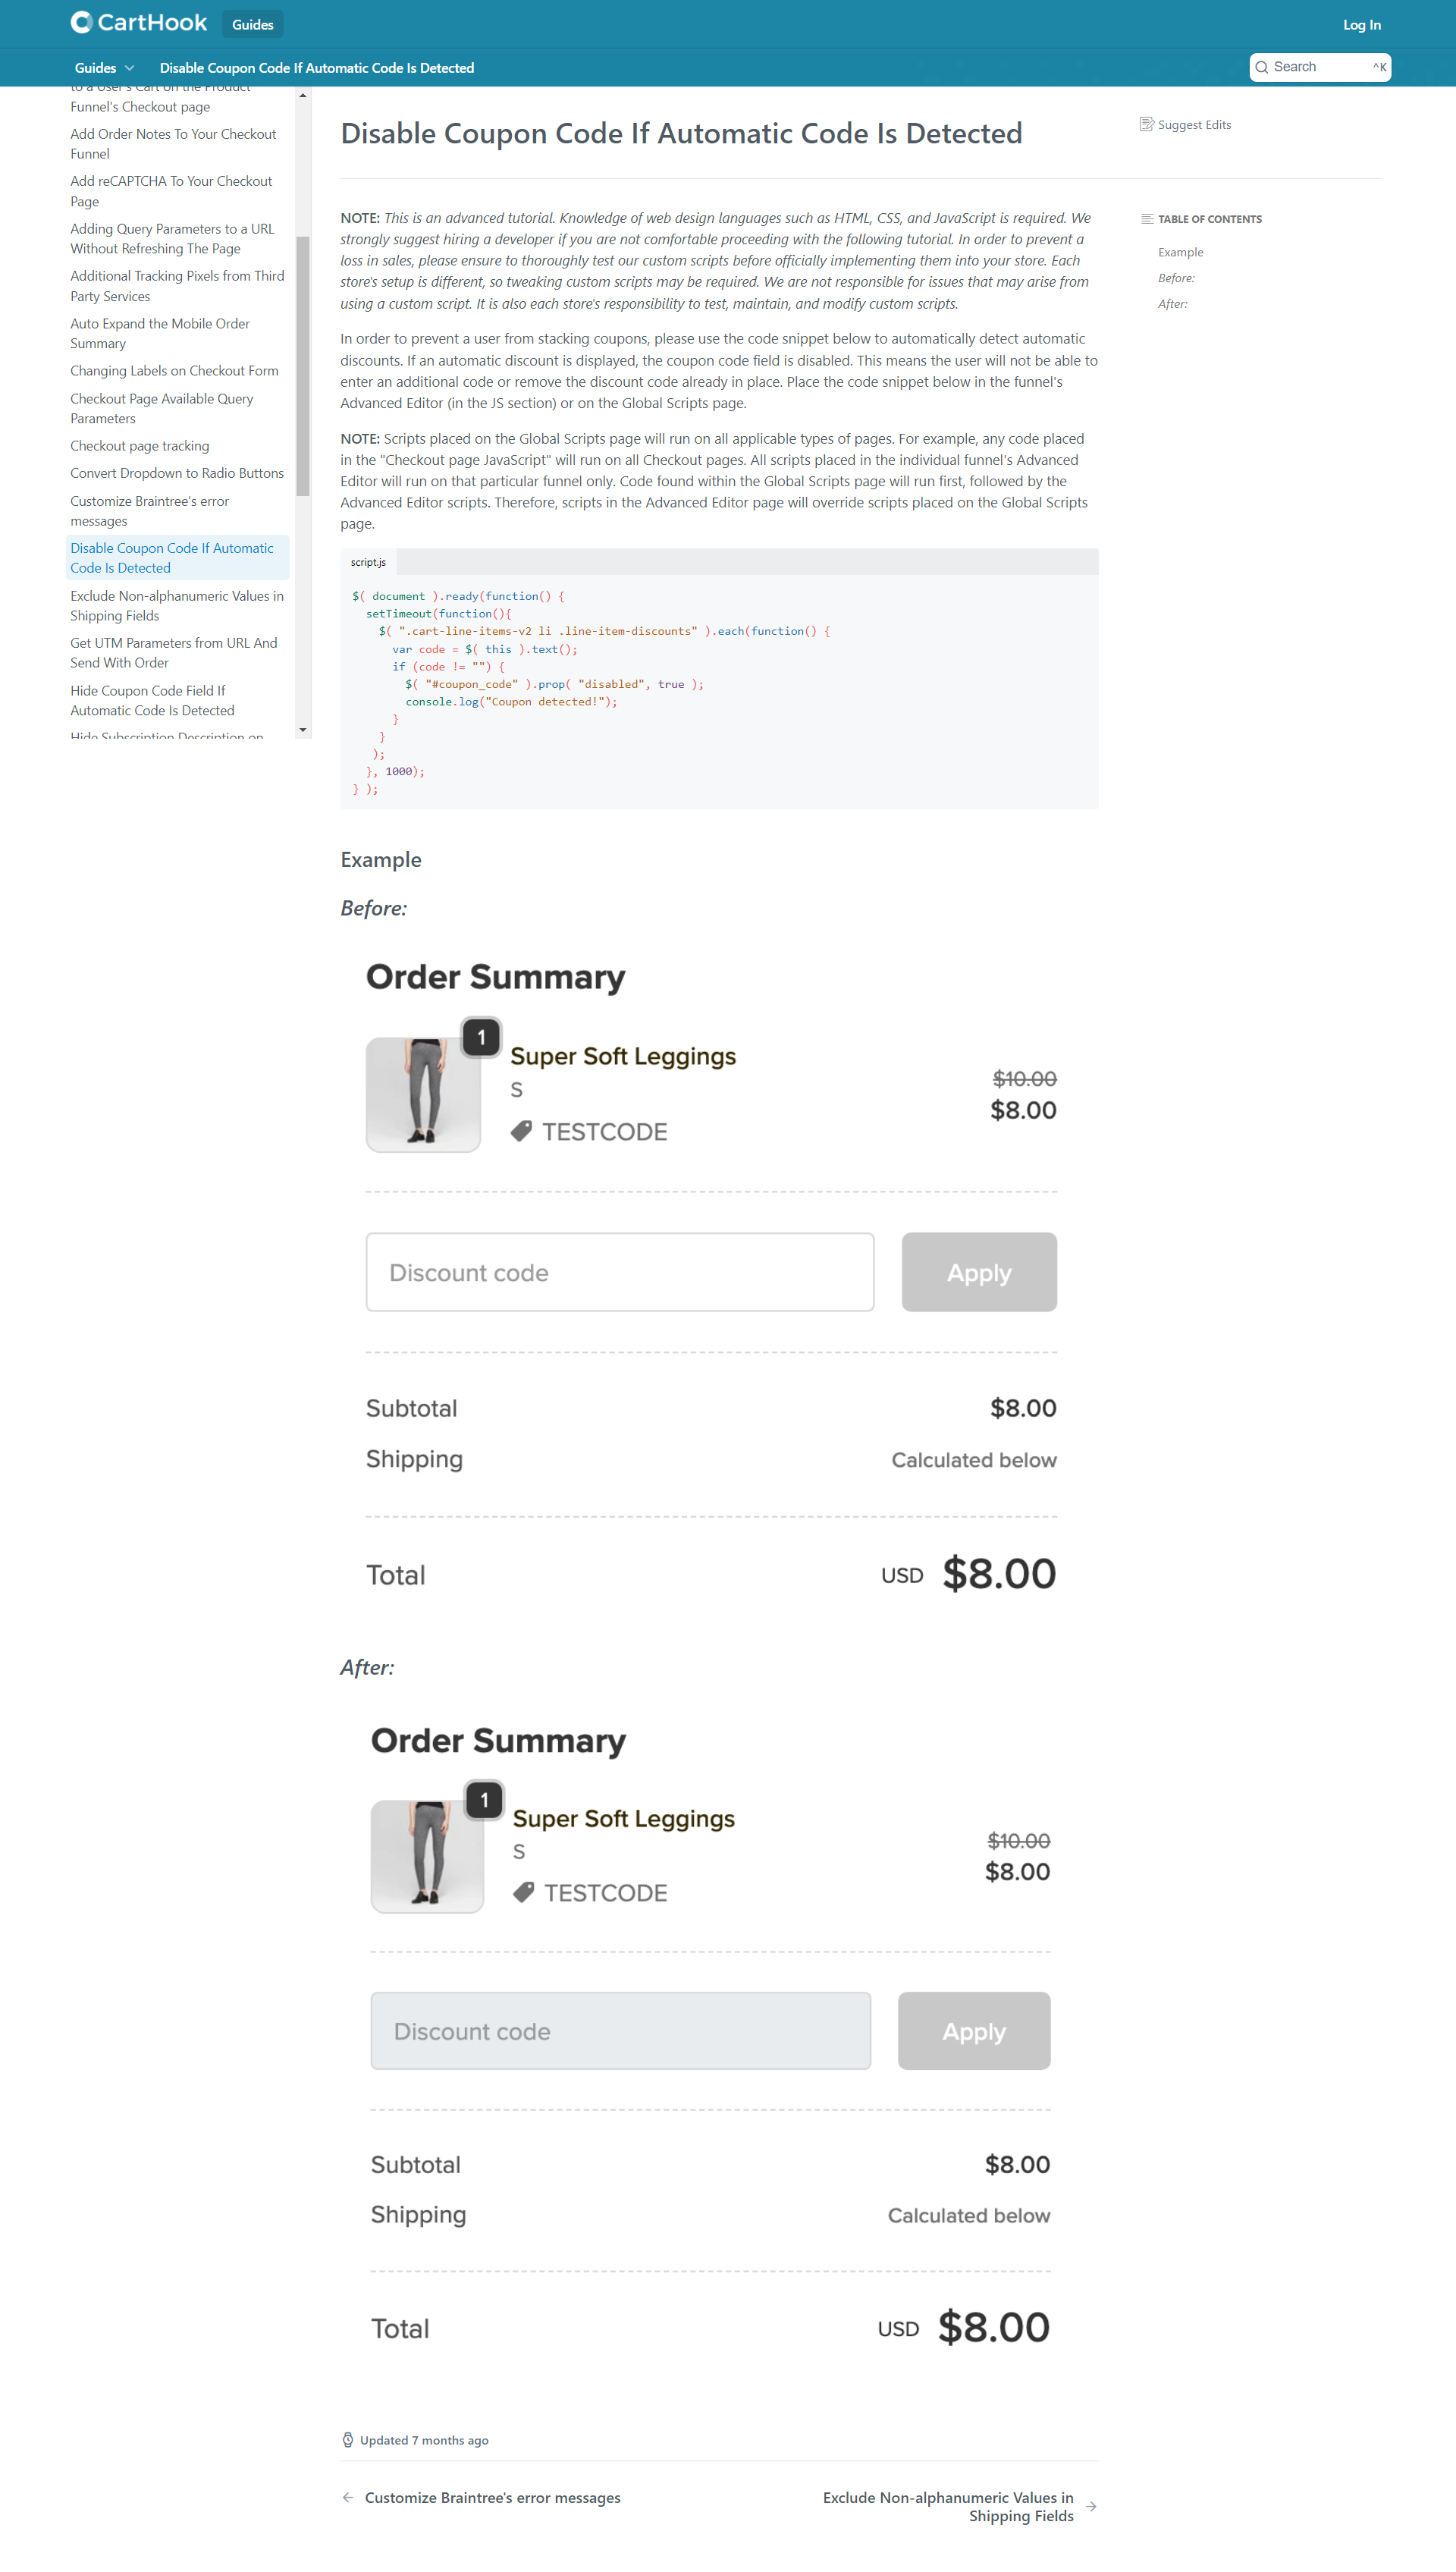 CartHook
Guides
Log In
Guides
Disable Coupon Code If Automatic Code Is Detected
Search
^K
to a User's Cart on the Product
Funnel's Checkout page
Add Order Notes To Your Checkout
Funnel
Add reCAPTCHA To Your Checkout
Page
Adding Query Parameters to a URL
Without Refreshing The Page
Additional Tracking Pixels from Third
Party Services
Auto Expand the Mobile Order
Summary
Changing Labels on Checkout Form
Checkout Page Available Query
Parameters
Checkout page tracking
Convert Dropdown to Radio Buttons
Customize Braintree's error
messages
Disable Coupon Code If Automatic
Code Is Detected
Exclude Non-alphanumeric Values in
Shipping Fields
Get UTM Parameters from URL And
Send With Order
Hide Coupon Code Field If
Automatic Code Is Detected
Hide Subscription Description on
Disable Coupon Code If Automatic Code Is Detected
Suggest Edits
NOTE: This is an advanced tutorial. Knowledge of web design languages such as HTML, CSS, and JavaScript is required. We
strongly suggest hiring a developer if you are not comfortable proceeding with the following tutorial. In order to prevent a
loss in sales, please ensure to thoroughly test our custom scripts before officially implementing them into your store. Each
store's setup is different, so tweaking custom scripts may be required. We are not responsible for issues that may arise from
using a custom script. It is also each store's responsibility to test, maintain, and modify custom scripts.
In order to prevent a user from stacking coupons, please use the code snippet below to automatically detect automatic
discounts. If an automatic discount is displayed, the coupon code field is disabled. This means the user will not be able to
enter an additional code or remove the discount code already in place. Place the code snippet below in the funnel's
Advanced Editor (in the JS section) or on the Global Scripts page.
NOTE: Scripts placed on the Global Scripts page will run on all applicable types of pages. For example, any code placed
in the "Checkout page JavaScript" will run on all Checkout pages. All scripts placed in the individual funnel's Advanced
Editor will run on that particular funnel only. Code found within the Global Scripts page will run first, followed by the
Advanced Editor scripts. Therefore, scripts in the Advanced Editor page will override scripts placed on the Global Scripts
page.
script.js
$( document ).ready(function() {
setTimeout(function(){
$( ".cart-line-items-v2 li .line-item-discounts" ).each(function() {
var code = $( this ).text();
if (code != "") {
$( "#coupon_code" ).prop( "disabled", true );
console.log("Coupon detected!");
}
}
);
}, 1000);
} );
TABLE OF CONTENTS
Example
Before:
After:
Example
Before:
Order Summary
1
Super Soft Leggings
S
TESTCODE
$10.00
$8.00
Discount code
Apply
Subtotal $8.00
Shipping Calculated below
Total USD $8.00
After:
Order Summary
1
Super Soft Leggings
S
TESTCODE
$10.00
$8.00
Discount code
Apply
Subtotal $8.00
Shipping Calculated below
Total USD $8.00
Updated 7 months ago
Customize Braintree's error messages
Exclude Non-alphanumeric Values in
Shipping Fields